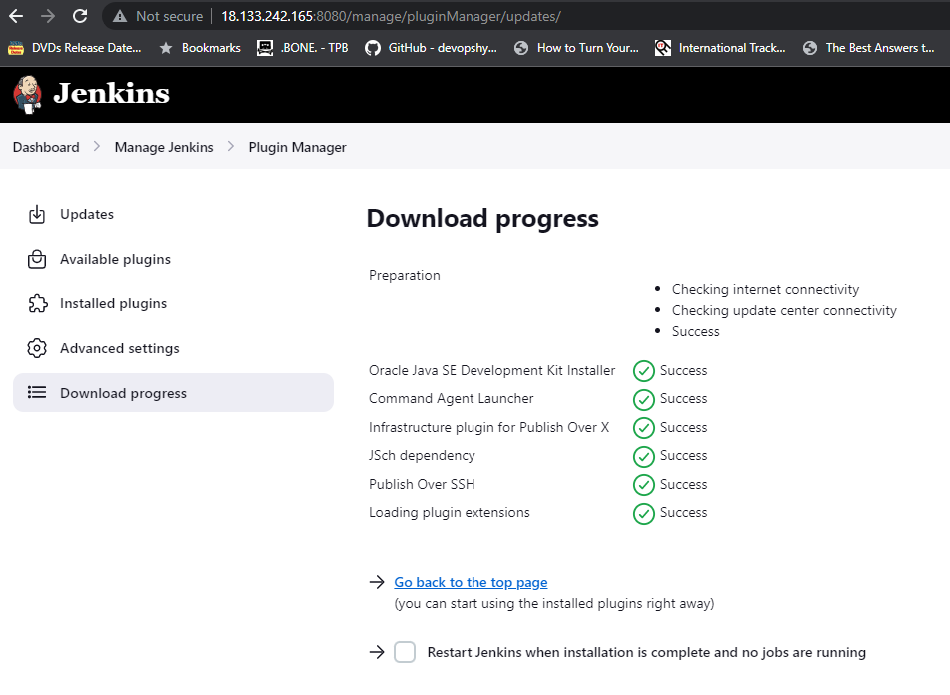 Not secure 18.133.242.165:8080/manage/pluginManager/updates/
DVDs Release Date... Bookmarks .BONE. - TPB GitHub - devopshy... How to Turn Your... International Track... The Best Answers t...
Jenkins
Dashboard > Manage Jenkins > Plugin Manager
Updates
Available plugins
Installed plugins
Advanced settings
Download progress
Download progress
Preparation
Checking internet connectivity
Checking update center connectivity
Success
Oracle Java SE Development Kit Installer Success
Command Agent Launcher Success
Infrastructure plugin for Publish Over X Success
JSch dependency Success
Publish Over SSH Success
Loading plugin extensions Success
Go back to the top page
(you can start using the installed plugins right away)
Restart Jenkins when installation is complete and no jobs are running